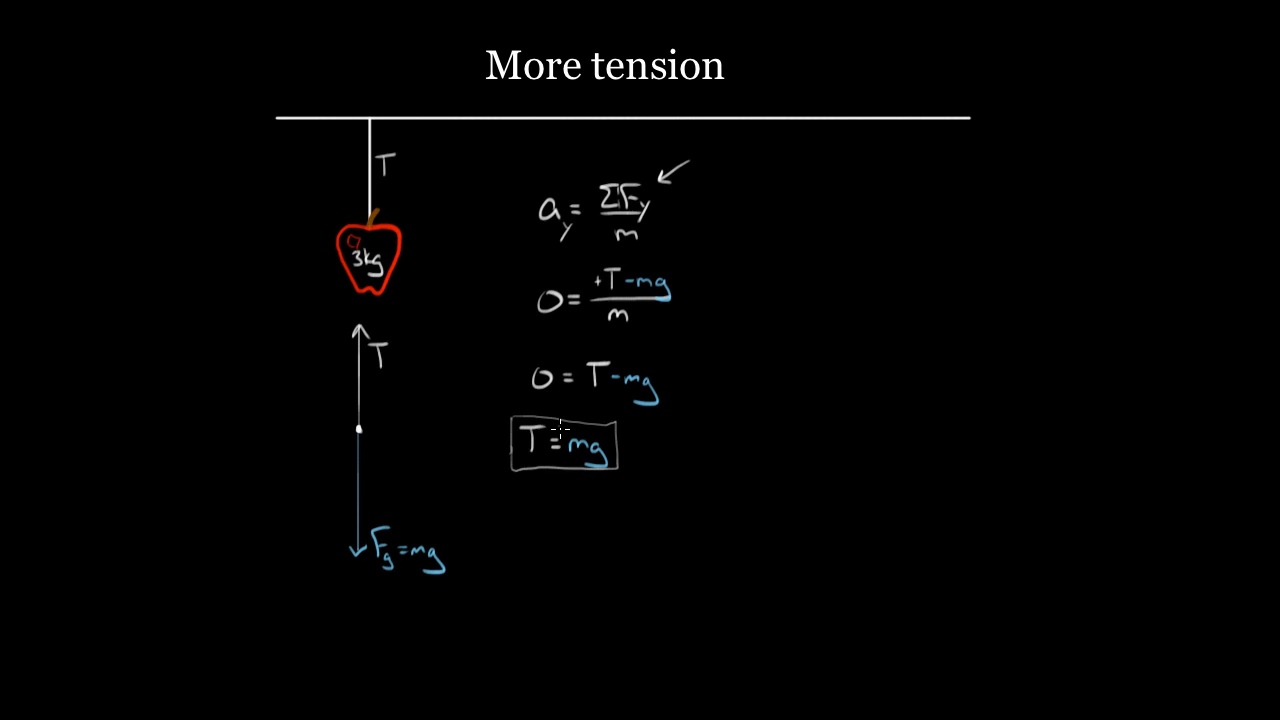 More tension
T
3kg
T
F_g = mg
a_y = ΣF_y / m
0 = +T - mg / m
0 = T - mg
T = mg